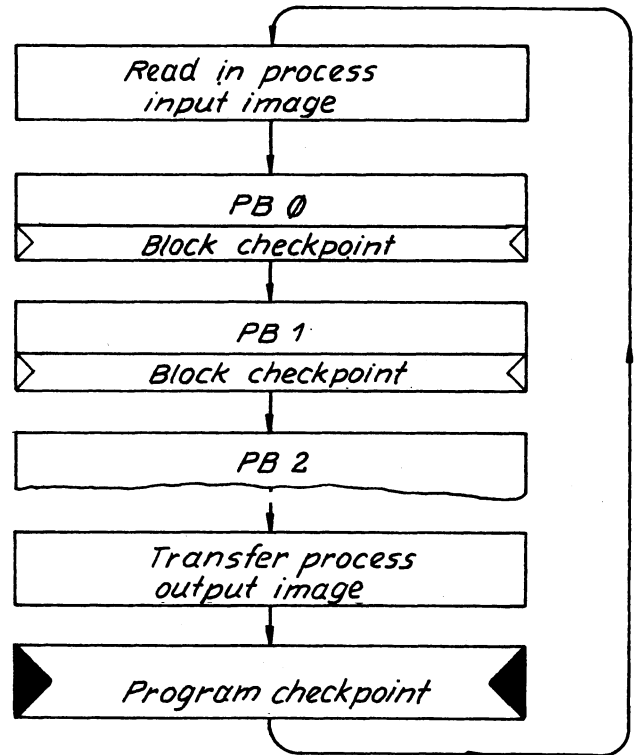 Read in process
input image
PB 0
Block checkpoint
PB 1
Block checkpoint
PB 2
Transfer process
output image
Program checkpoint